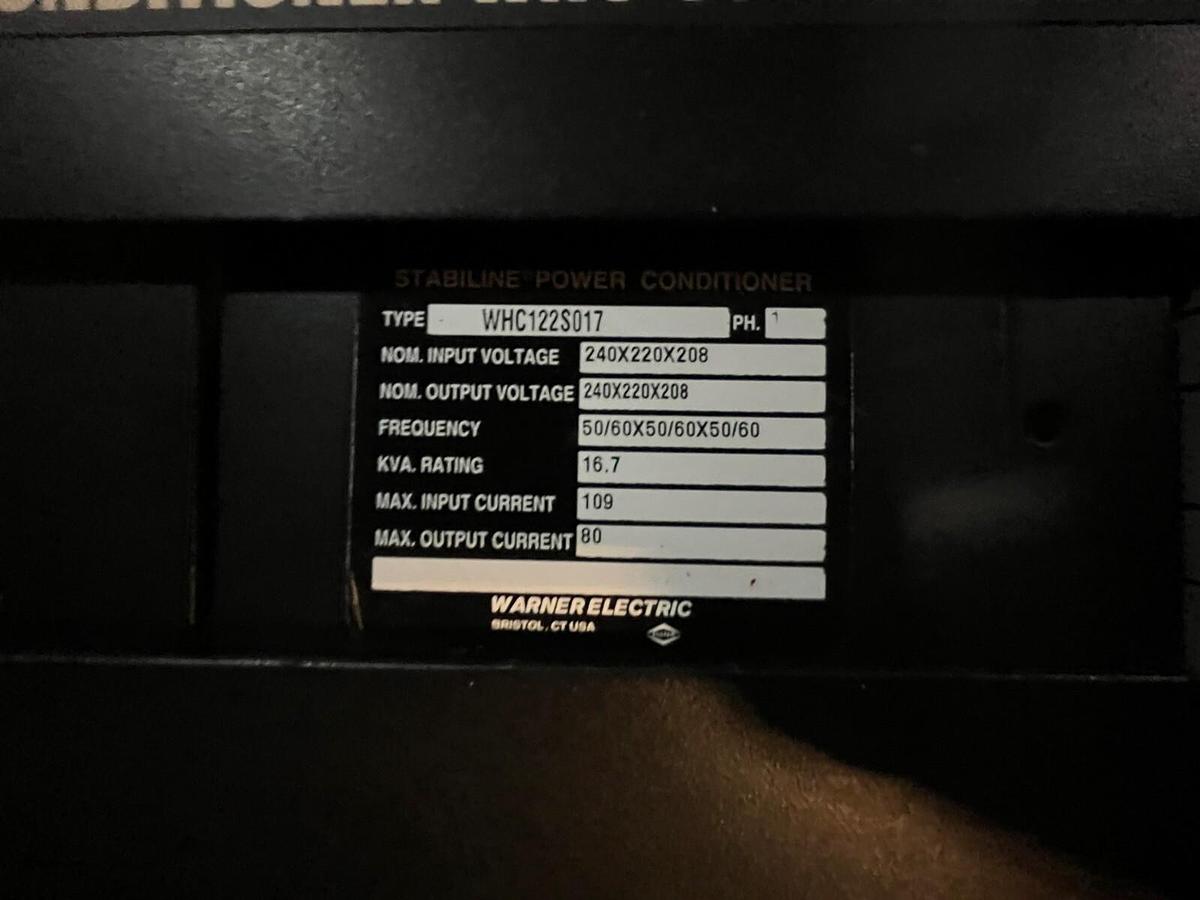 STABILINE® POWER CONDITIONER
TYPE WHC122S017 PH. 1
NOM. INPUT VOLTAGE 240X220X208
NOM. OUTPUT VOLTAGE 240X220X208
FREQUENCY 50/60X50/60X50/60
KVA. RATING 16.7
MAX. INPUT CURRENT 109
MAX. OUTPUT CURRENT 80
WARNER ELECTRIC
BRISTOL, CT USA